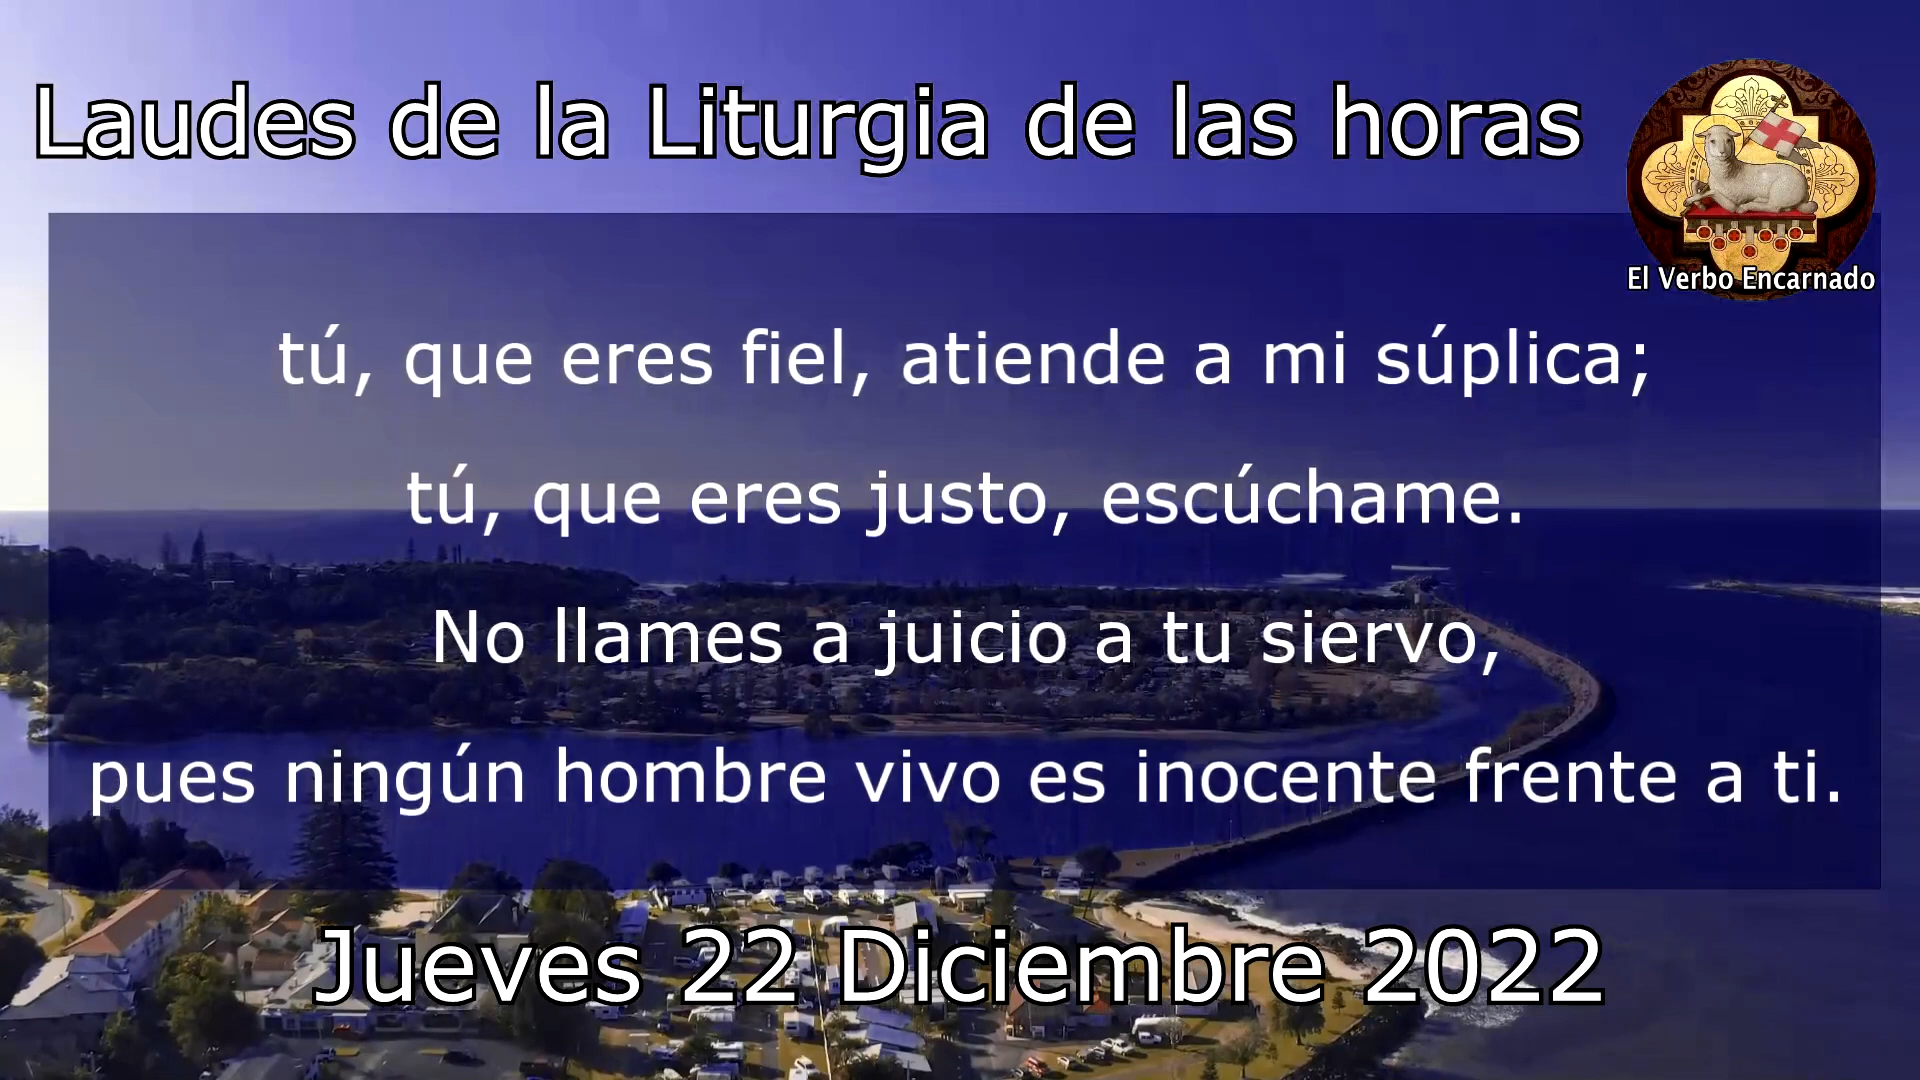 Laudes de la Liturgia de las horas
El Verbo Encarnado
tú, que eres fiel, atiende a mi súplica;
tú, que eres justo, escúchame.
No llames a juicio a tu siervo,
pues ningún hombre vivo es inocente frente a ti.
Jueves 22 Diciembre 2022